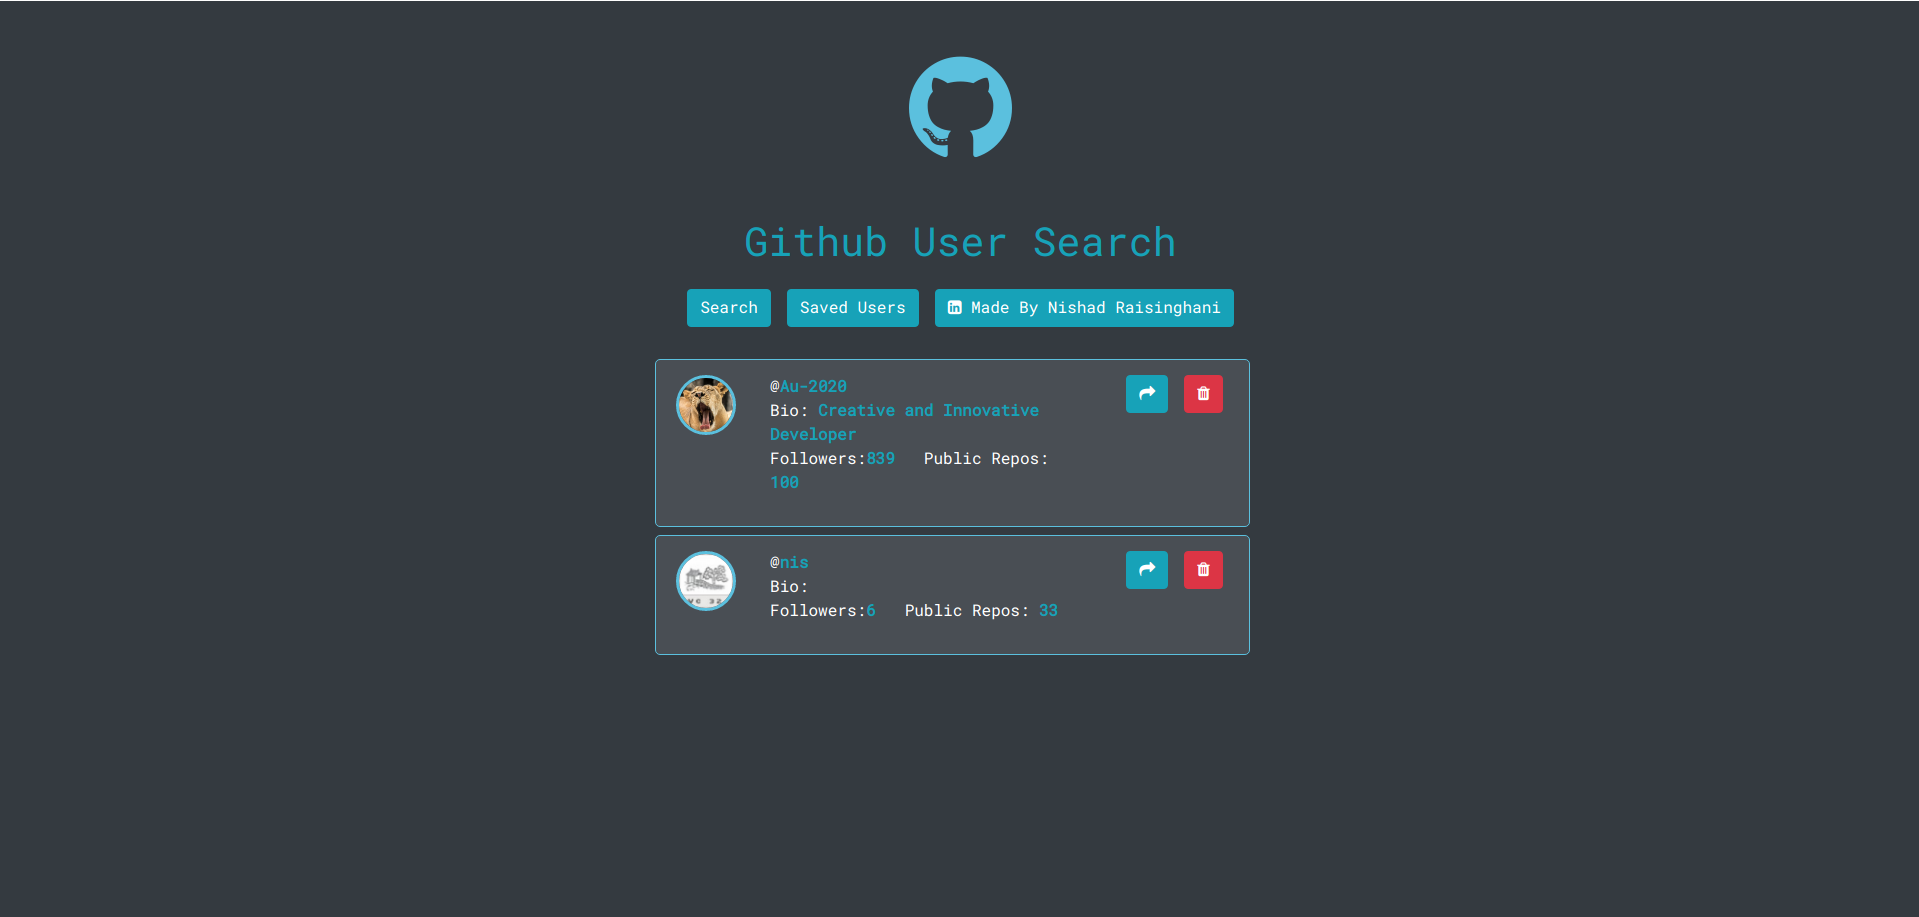 Github User Search
Search
Saved Users
Made By Nishad Raisinghani
@Au-2020
Bio: Creative and Innovative
Developer
Followers:839 Public Repos:
100
@nis
Bio:
Followers:6 Public Repos: 33